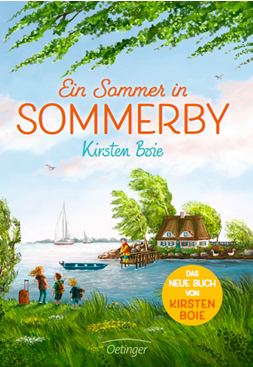 Ein Sommer in
SOMMERBY
Kirsten Boie
DAS
NEUE BUCH
VON
KIRSTEN
BOIE
Oetinger